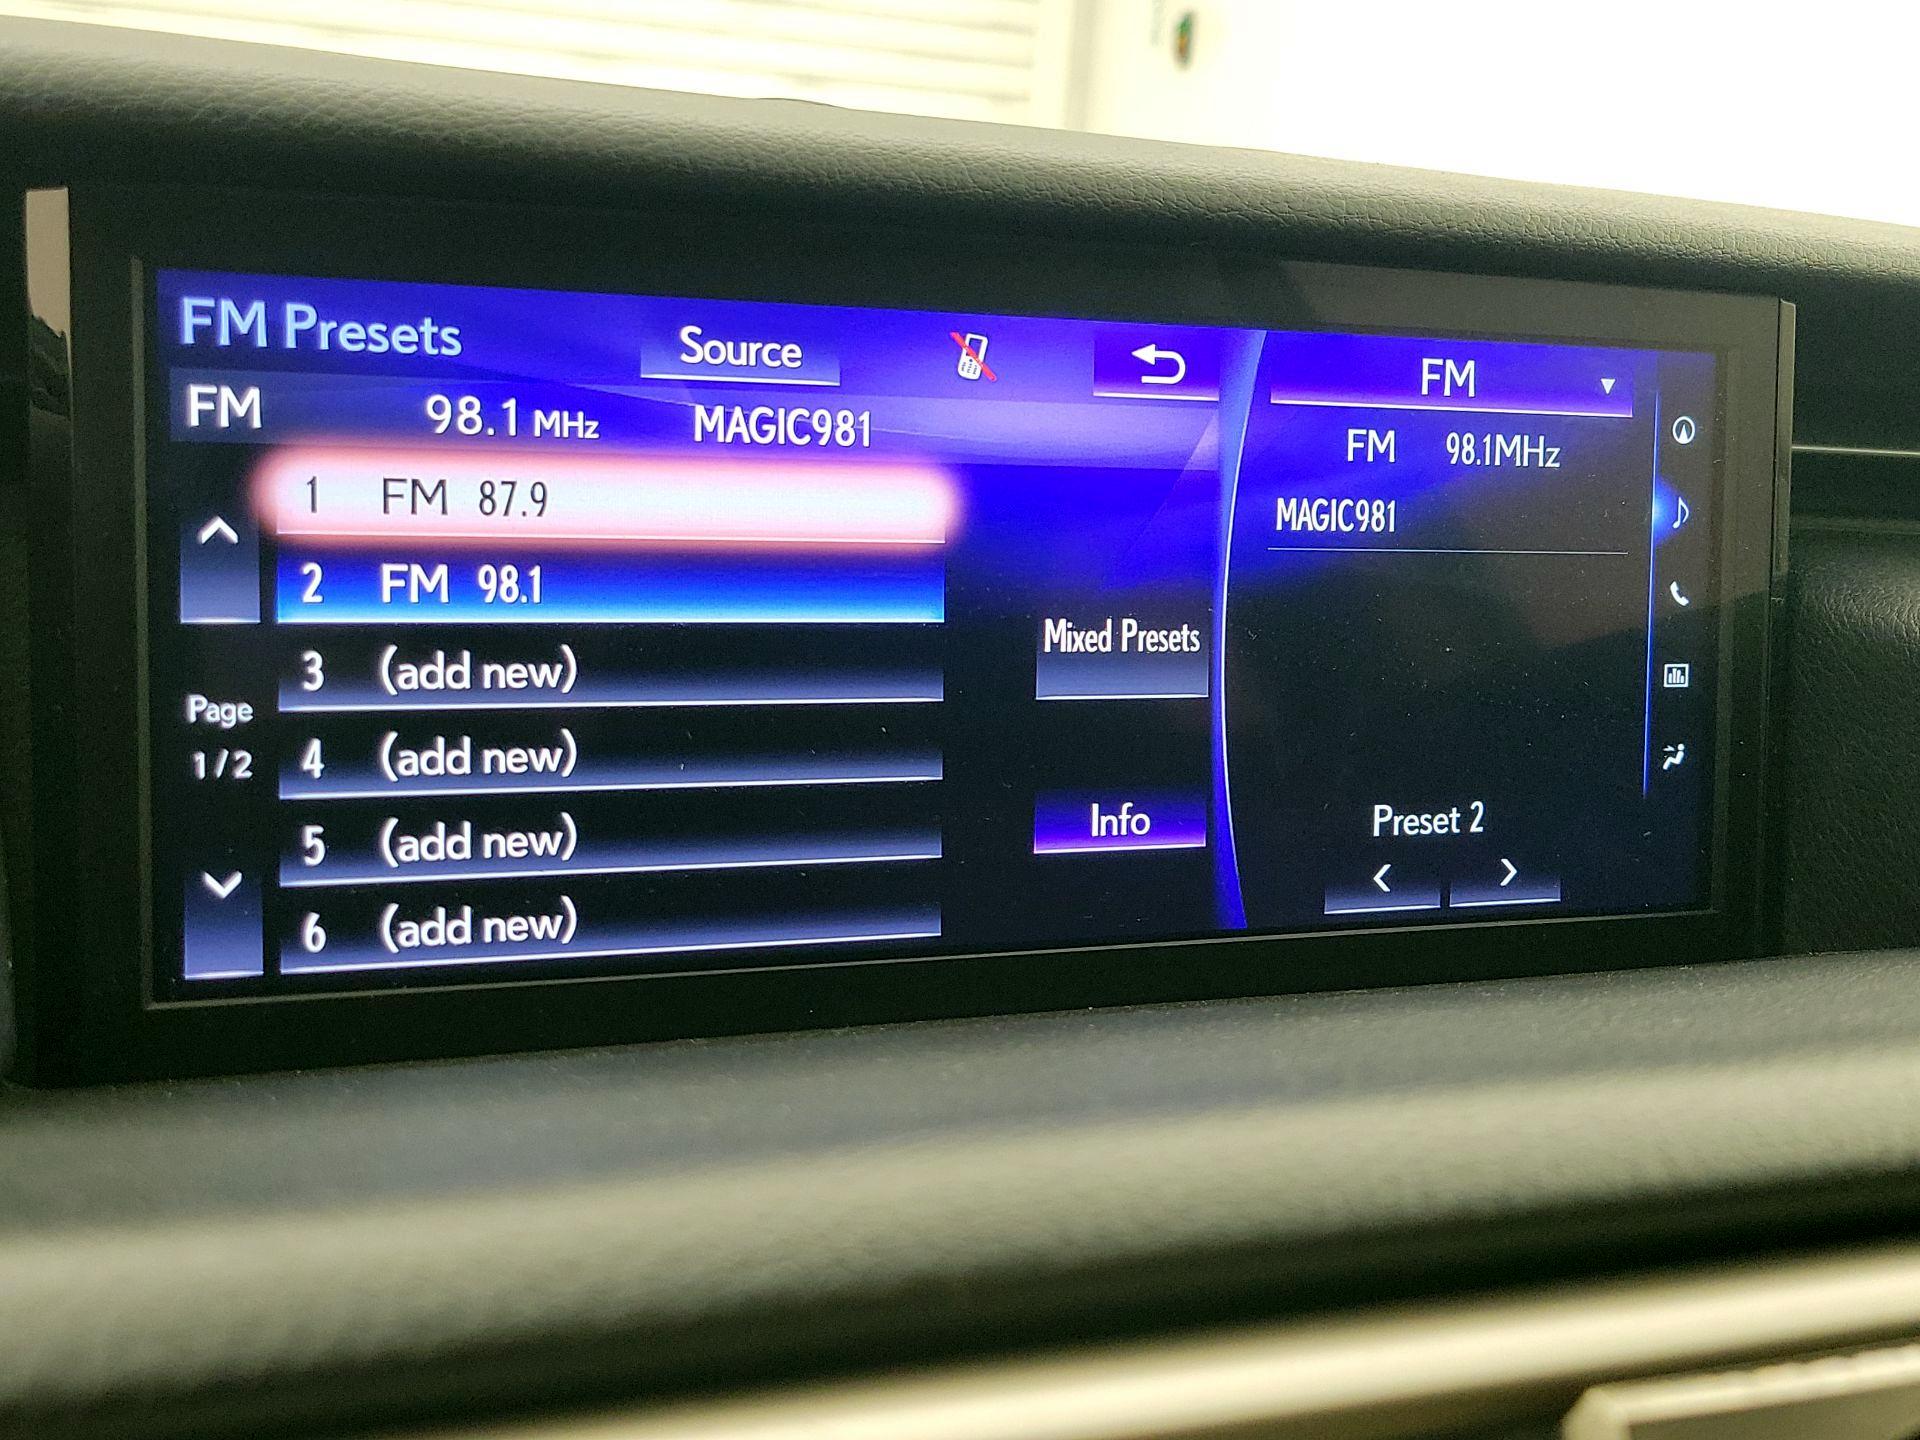 FM Presets
Source
FM 98.1 MHz MAGIC981
1 FM 87.9
2 FM 98.1
3 (add new)
4 (add new)
5 (add new)
6 (add new)
Page
1/2
Mixed Presets
Info
FM
FM 98.1MHz
MAGIC981
Preset 2